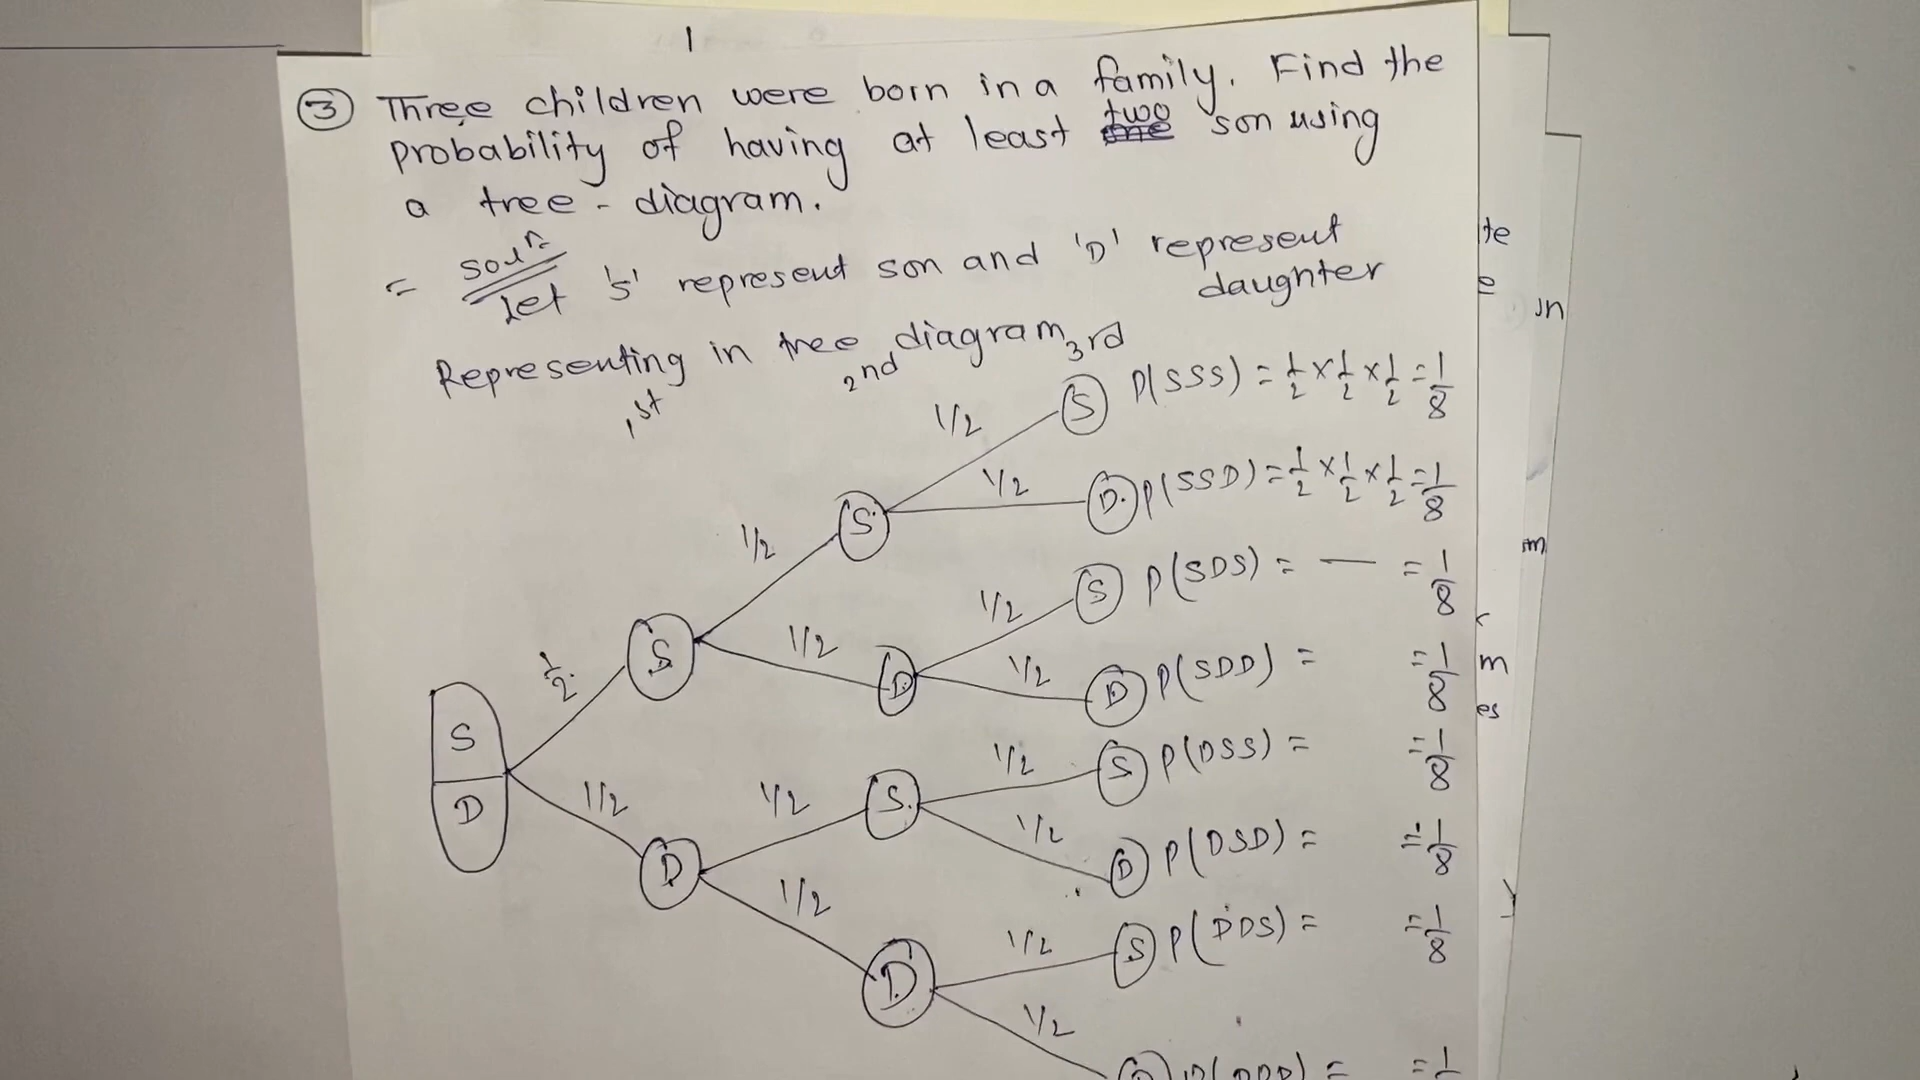 1
③ Three children were born in a family. Find the
probability of having at least two son using
a tree - diagram.
= solⁿ
let 'S' represent son and 'D' represent
daughter
Representing in tree diagram
1st 2nd 3rd
1/2 S P(SSS) = 1/2 × 1/2 × 1/2 = 1/8
S 1/2 D P(SSD) = 1/2 × 1/2 × 1/2 = 1/8
1/2
1/2 S P(SDS) = — = 1/8
S 1/2 D 1/2 D P(SDD) = = 1/8
1/2
S
D
1/2 S P(DSS) = = 1/8
1/2 1/2 S 1/2 D P(DSD) = = 1/8
D
1/2 1/2 S P(DDS) = = 1/8
D
1/2
P(DDD) = = 1
te
e
in
m
m
es